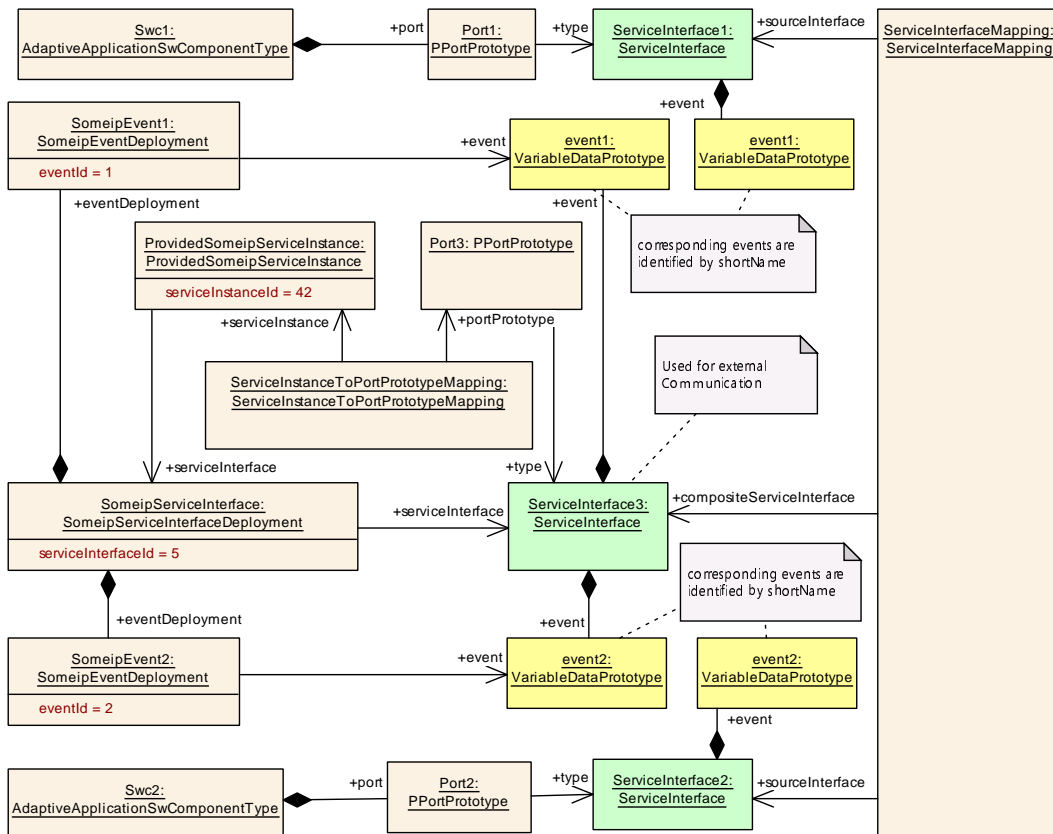 Swc1:
AdaptiveApplicationSwComponentType
+port
Port1:
PPortPrototype
+type
ServiceInterface1:
ServiceInterface
+sourceInterface
ServiceInterfaceMapping:
ServiceInterfaceMapping
+event
SomeipEvent1:
SomeipEventDeployment
eventId = 1
+event
event1:
VariableDataPrototype
event1:
VariableDataPrototype
+eventDeployment
+event
ProvidedSomeipServiceInstance:
ProvidedSomeipServiceInstance
serviceInstanceId = 42
Port3: PPortPrototype
corresponding events are
identified by shortName
+serviceInstance
+portPrototype
ServiceInstanceToPortPrototypeMapping:
ServiceInstanceToPortPrototypeMapping
Used for external
Communication
+serviceInterface
+type
SomeipServiceInterface:
SomeipServiceInterfaceDeployment
serviceInterfaceId = 5
+serviceInterface
ServiceInterface3:
ServiceInterface
+compositeServiceInterface
corresponding events are
identified by shortName
+eventDeployment
+event
SomeipEvent2:
SomeipEventDeployment
eventId = 2
+event
event2:
VariableDataPrototype
event2:
VariableDataPrototype
+event
Swc2:
AdaptiveApplicationSwComponentType
+port
Port2:
PPortPrototype
+type
ServiceInterface2:
ServiceInterface
+sourceInterface